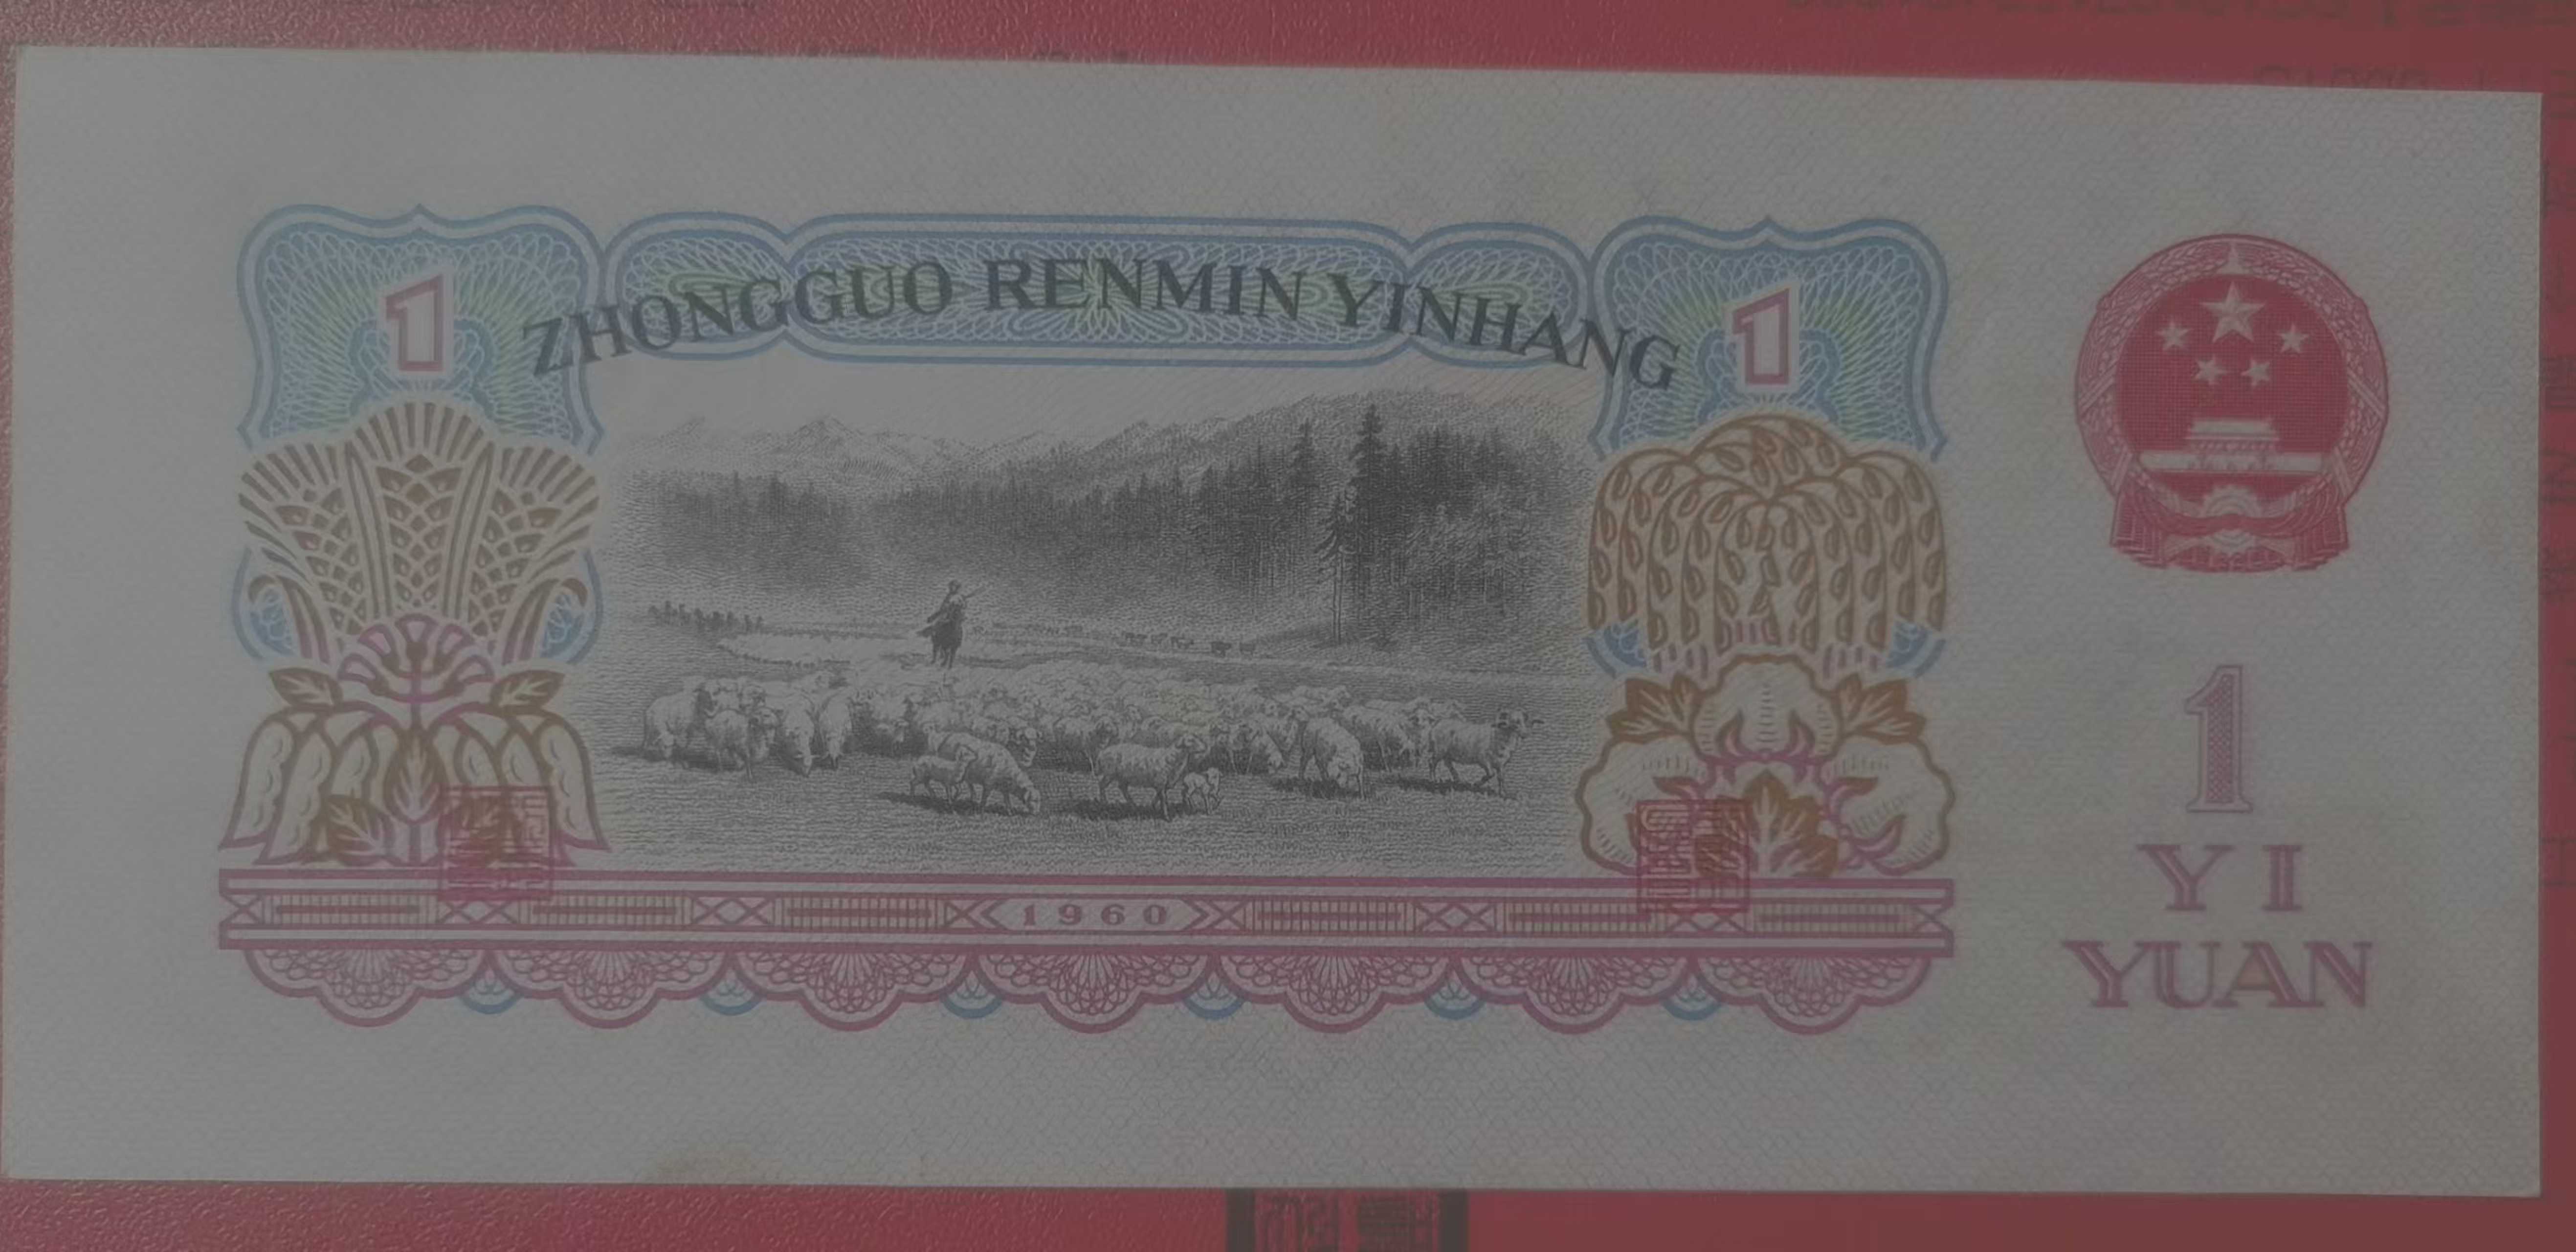 1
ZHONGGUO RENMIN YINHANG
1
1960
1
YI
YUAN